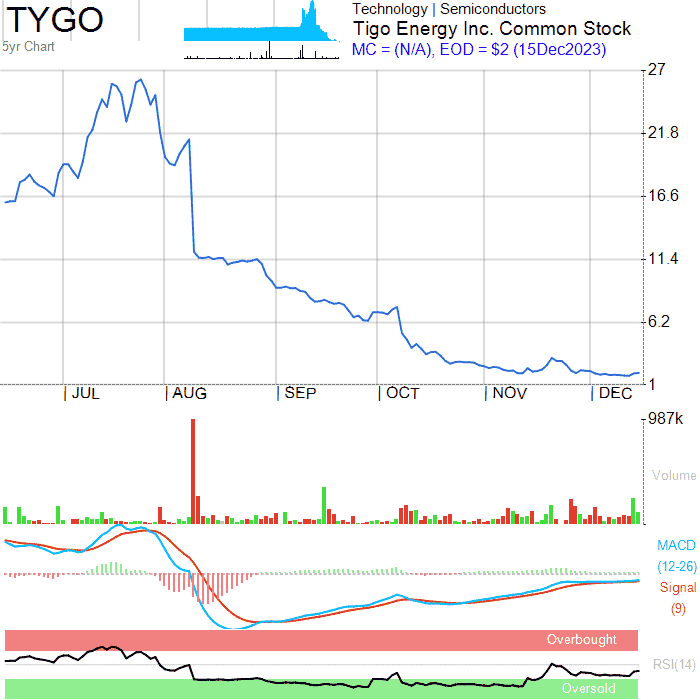 TYGO
5yr Chart
Technology | Semiconductors
Tigo Energy Inc. Common Stock
MC = (N/A), EOD = $2 (15Dec2023)
27
21.8
16.6
11.4
6.2
1
JUL
AUG
SEP
OCT
NOV
DEC
987k
Volume
MACD
(12-26)
Signal
(9)
Overbought
RSI(14)
Oversold